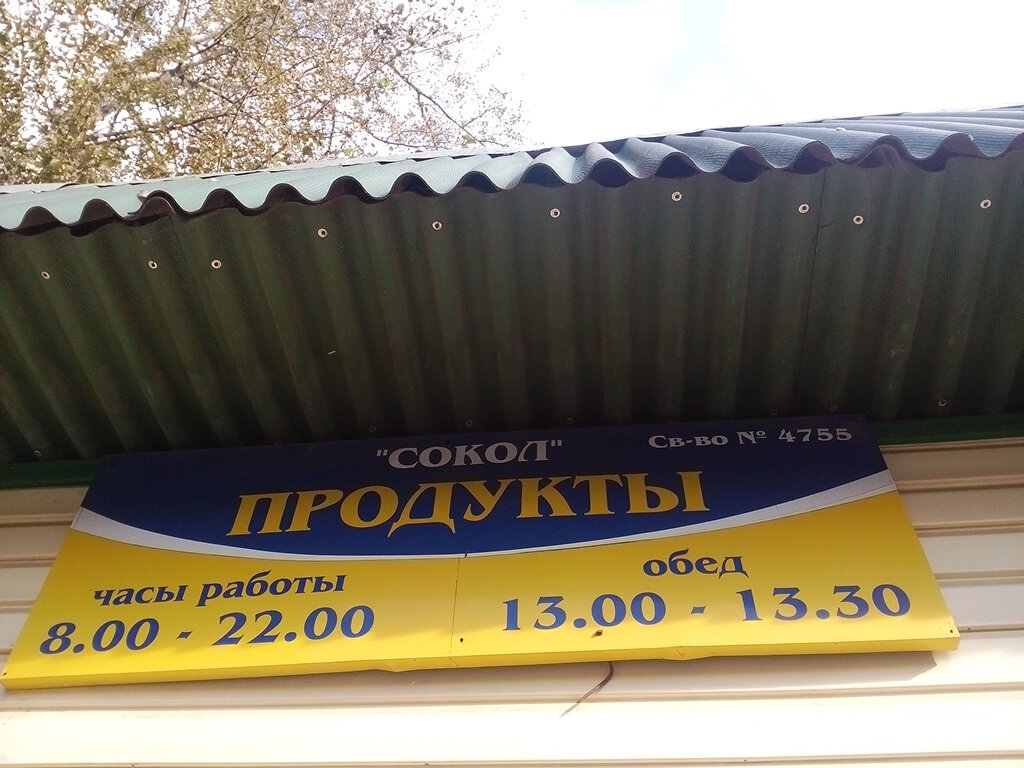 "СОКОЛ"
Св-во № 4755
ПРОДУКТЫ
часы работы
8.00 - 22.00
обед
13.00 - 13.30